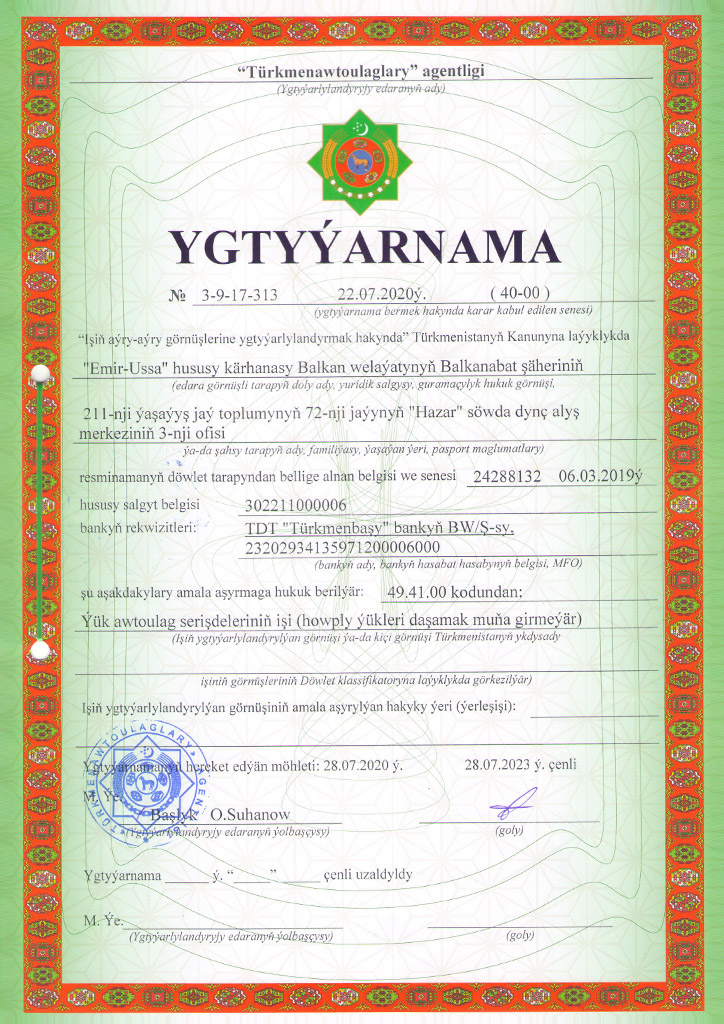 “Türkmenawtoulaglary” agentligi
(Ygtyýarlylandyryjy edaranyň ady)
YGTYÝARNAMA
№ 3-9-17-313 22.07.2020ý. ( 40-00 )
(ygtyýarnama bermek hakynda karar kabul edilen senesi)
“Işiň aýry-aýry görnüşlerine ygtyýarlylandyrmak hakynda” Türkmenistanyň Kanunyna laýyklykda
"Emir-Ussa" hususy kärhanasy Balkan welaýatynyň Balkanabat şäheriniň
(edara görnüşli tarapyň doly ady, yuridik salgysy, guramaçylyk hukuk görnüşi,
211-nji ýaşaýyş jaý toplumynyň 72-nji jaýynyň "Hazar" söwda dynç alyş
merkeziniň 3-nji ofisi
ýa-da şahsy tarapyň ady, familiýasy, ýaşaýan ýeri, pasport maglumatlary)
resminamanyň döwlet tarapyndan bellige alnan belgisi we senesi 24288132 06.03.2019ý
hususy salgyt belgisi 302211000006
bankyň rekwizitleri: TDT "Türkmenbaşy" bankyň BW/Ş-sy,
23202934135971200006000
(bankyň ady, bankyň hasabat hasabynyň belgisi, MFO)
şu aşakdakylary amala aşyrmaga hukuk berilýär: 49.41.00 kodundan:
Ýük awtoulag serişdeleriniň işi (howply ýükleri daşamak muňa girmeýär)
(Işiň ygtyýarlylandyrylýan görnüşi ýa-da kiçi görnüşi Türkmenistanyň ykdysady
işiniň görnüşleriniň Döwlet klassifikatoryna laýyklykda görkezilýär)
Işiň ygtyýarlylandyrylýan görnüşiniň amala aşyrylýan hakyky ýeri (ýerleşişi):
Ygtyýarnamanyň hereket edýän möhleti: 28.07.2020 ý. 28.07.2023 ý. çenli
M. Ýe.
Başlyk O.Suhanow
(Ygtyýarlylandyryjy edaranyň ýolbaşçysy) (goly)
Ygtyýarnama ______ ý. “_____” _____ çenli uzaldyldy
M. Ýe.
(Ygtyýarlylandyryjy edaranyň ýolbaşçysy) (goly)
«TÜRKMENAWTOULAGLARY» AGENTLIGI